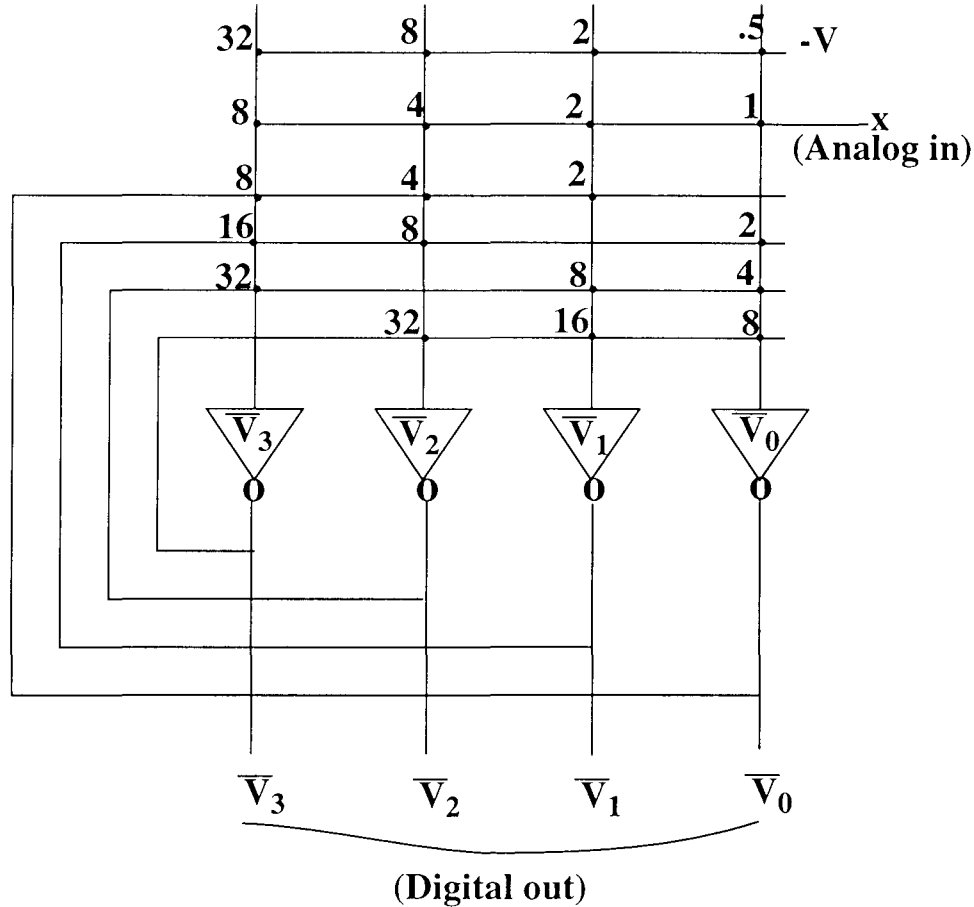 32 8 2 .5 -V
8 4 2 1 x
(Analog in)
8 4 2
16 8 2
32 8 4
32 16 8
V̅₃ V̅₂ V̅₁ V̅₀
V̅₃ V̅₂ V̅₁ V̅₀
(Digital out)